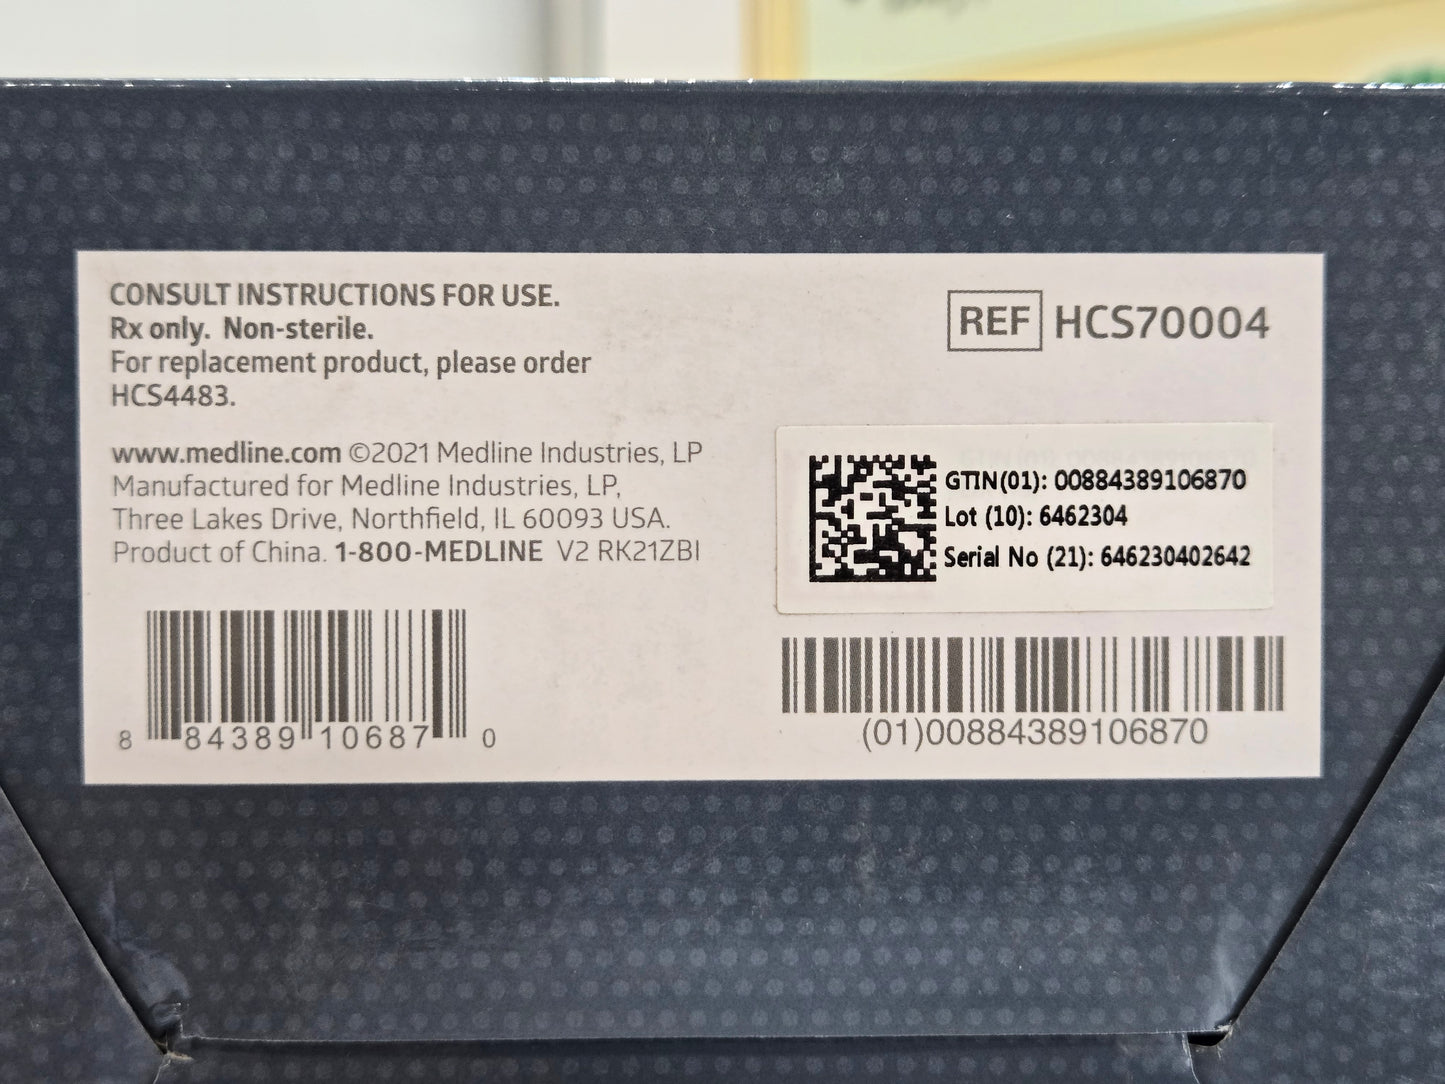 CONSULT INSTRUCTIONS FOR USE.
Rx only. Non-sterile.
For replacement product, please order
HCS4483.
www.medline.com ©2021 Medline Industries, LP
Manufactured for Medline Industries, LP,
Three Lakes Drive, Northfield, IL 60093 USA.
Product of China. 1-800-MEDLINE V2 RK21ZBI
8 84389 10687 0
REF HCS70004
GTIN(01): 00884389106870
Lot (10): 6462304
Serial No (21): 646230402642
(01)00884389106870